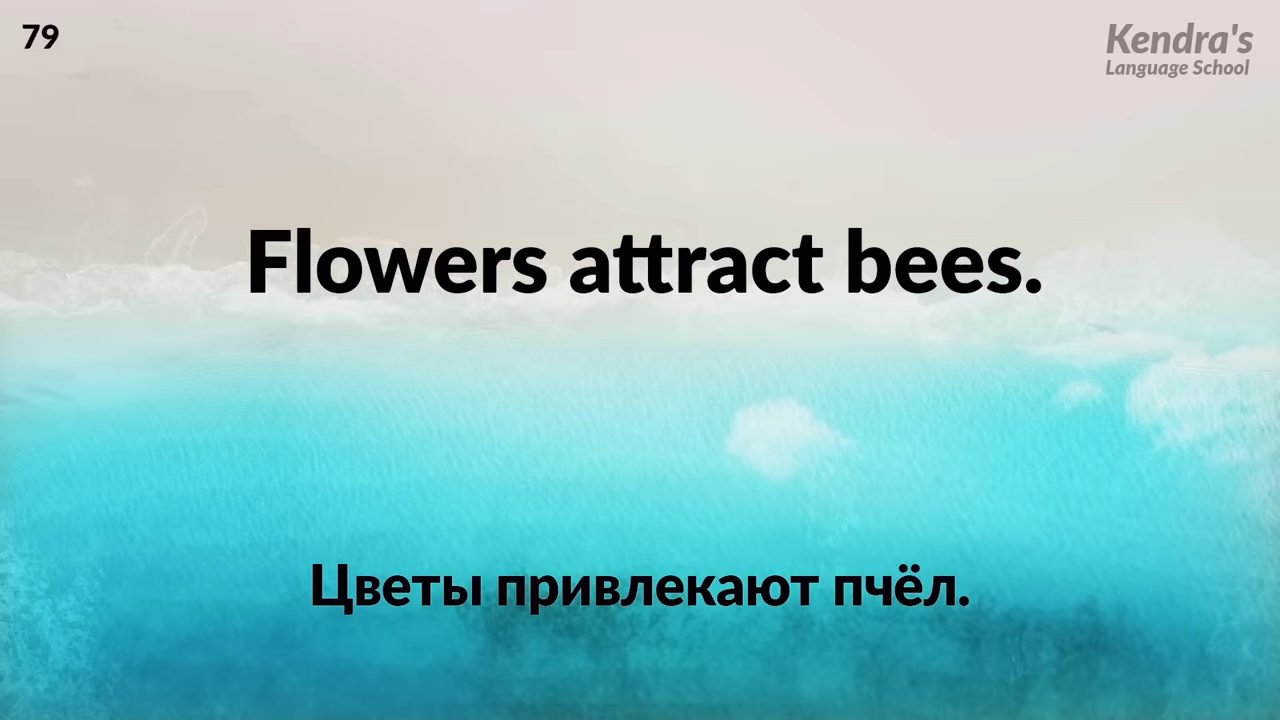 79
Kendra's
Language School
Flowers attract bees.
Цветы привлекают пчёл.